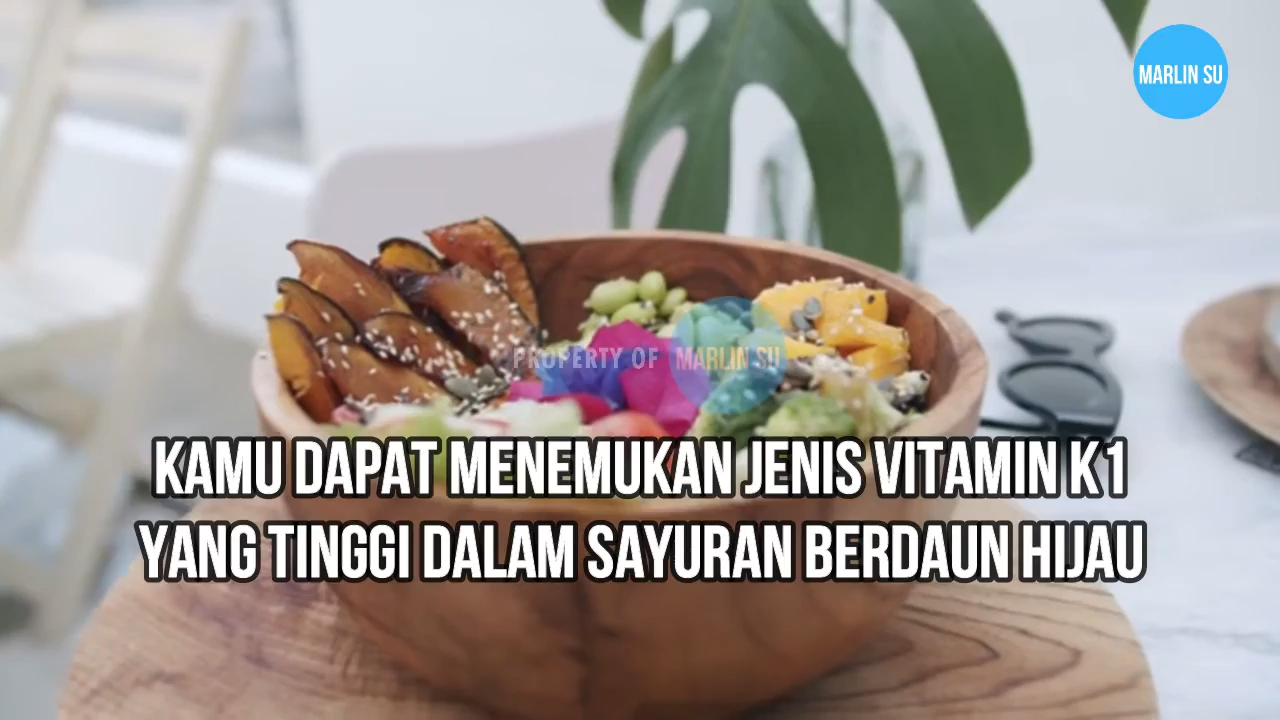 MARLIN SU
PROPERTY OF MARLIN SU
KAMU DAPAT MENEMUKAN JENIS VITAMIN K1
YANG TINGGI DALAM SAYURAN BERDAUN HIJAU